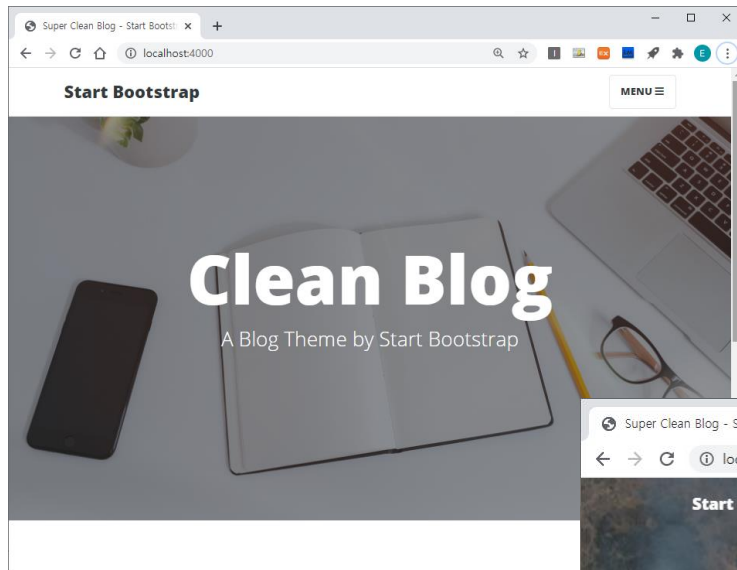 Super Clean Blog - Start Bootst
localhost:4000
Start Bootstrap
MENU
Clean Blog
A Blog Theme by Start Bootstrap
Super Clean Blog - S
loc
Start